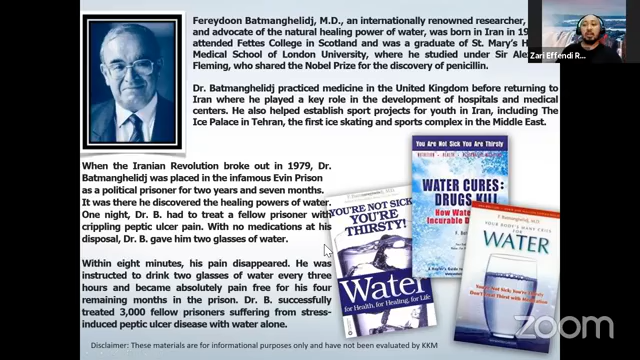 Fereydoon Batmanghelidj, M.D., an internationally renowned researcher,
and advocate of the natural healing power of water, was born in Iran in
attended Fettes College in Scotland and was a graduate of St. Mary's
Medical School of London University, where he studied under Sir
Fleming, who shared the Nobel Prize for the discovery of penicillin.
Dr. Batmanghelidj practiced medicine in the United Kingdom before returning to
Iran where he played a key role in the development of hospitals and medical
centers. He also helped establish sport projects for youth in Iran, including The
Ice Palace in Tehran, the first ice skating and sports complex in the Middle East.
When the Iranian Revolution broke out in 1979, Dr.
Batmanghelidj was placed in the infamous Evin Prison
as a political prisoner for two years and seven months.
It was there he discovered the healing powers of water.
One night, Dr. B. had to treat a fellow prisoner with
crippling peptic ulcer pain. With no medications at his
disposal, Dr. B. gave him two glasses of water.
Within eight minutes, his pain disappeared. He was
instructed to drink two glasses of water every three
hours and became absolutely pain free for his four
remaining months in the prison. Dr. B. successfully
treated 3,000 fellow prisoners suffering from stress-
induced peptic ulcer disease with water alone.
Disclaimer: These materials are for informational purposes only and have not been evaluated by KKM
You Are Not Sick, You Are Thirsty
WATER CURES:
DRUGS KILL
YOU'RE NOT SICK,
YOU'RE THIRSTY!
Water
for Health, for Healing, for Life
YOUR BODY'S MANY CRIES
FOR
WATER
Zari Effendi R...
zoom